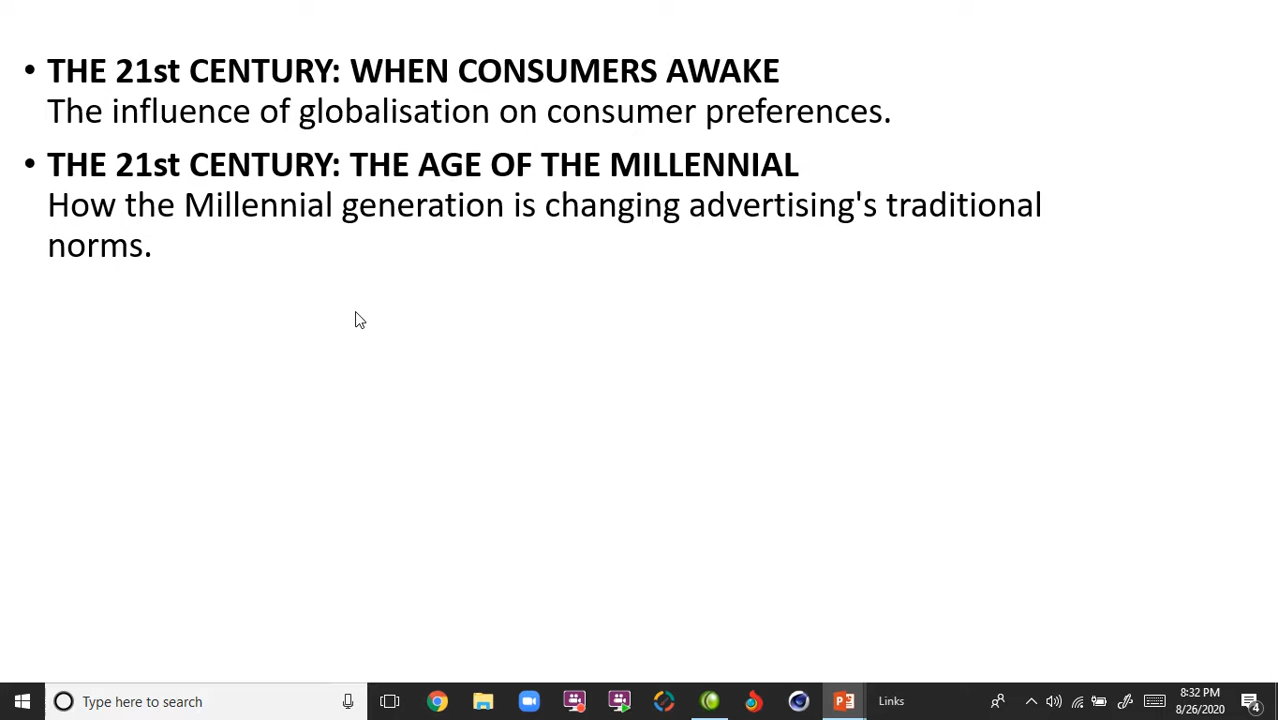 • THE 21st CENTURY: WHEN CONSUMERS AWAKE
The influence of globalisation on consumer preferences.
• THE 21st CENTURY: THE AGE OF THE MILLENNIAL
How the Millennial generation is changing advertising's traditional
norms.
Type here to search
Links
8:32 PM
8/26/2020
4